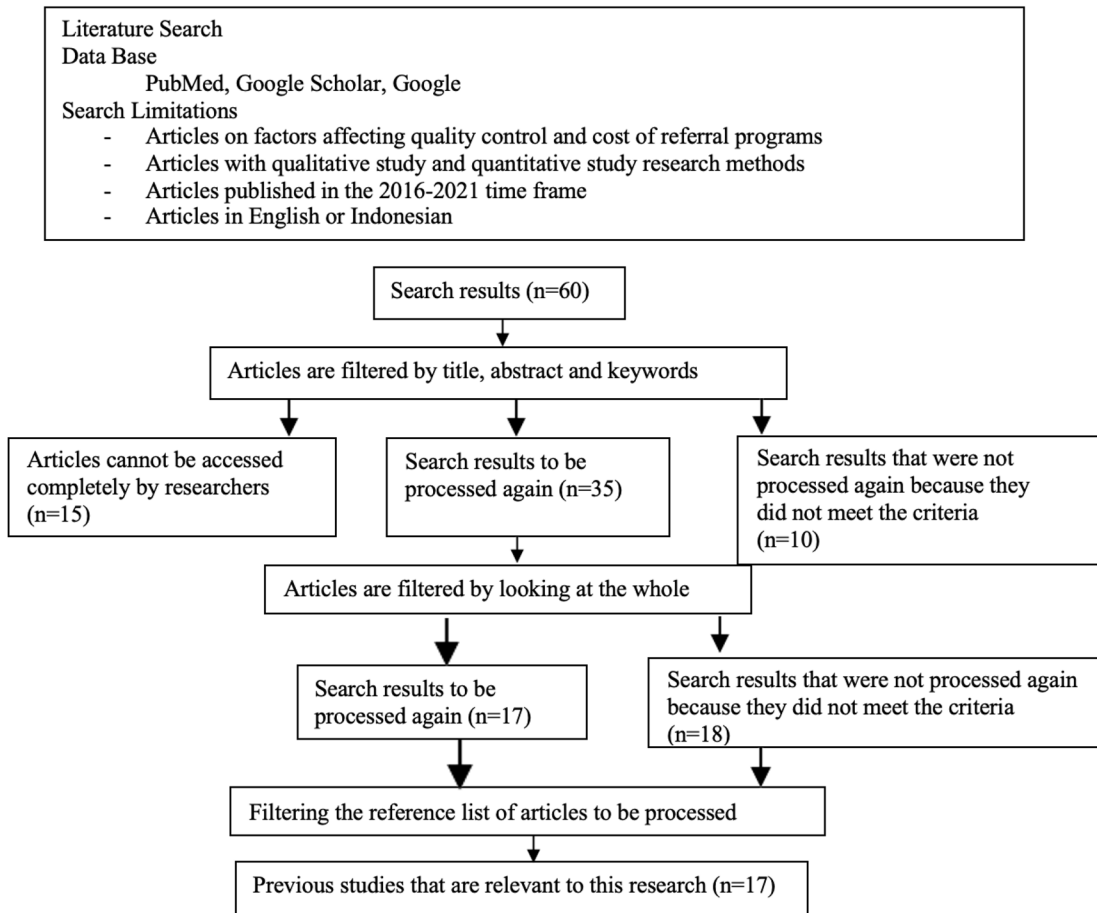 Literature Search
Data Base
PubMed, Google Scholar, Google
Search Limitations
- Articles on factors affecting quality control and cost of referral programs
- Articles with qualitative study and quantitative study research methods
- Articles published in the 2016-2021 time frame
- Articles in English or Indonesian
Search results (n=60)
Articles are filtered by title, abstract and keywords
Articles cannot be accessed
completely by researchers
(n=15)
Search results to be
processed again (n=35)
Search results that were not
processed again because they
did not meet the criteria
(n=10)
Articles are filtered by looking at the whole
Search results to be
processed again (n=17)
Search results that were not processed again
because they did not meet the criteria
(n=18)
Filtering the reference list of articles to be processed
Previous studies that are relevant to this research (n=17)